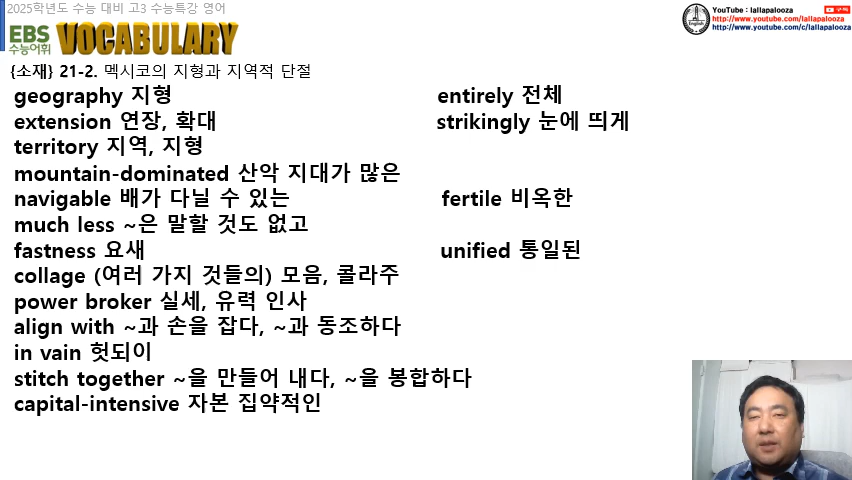 2025학년도 수능 대비 고3 수능특강 영어
EBS 수능어휘 VOCABULARY
YouTube : lallapalooza 구독
http://www.youtube.com/lallapalooza
http://www.youtube.com/c/lallapalooza
English
{소재} 21-2. 멕시코의 지형과 지역적 단절
geography 지형 entirely 전체
extension 연장, 확대 strikingly 눈에 띄게
territory 지역, 지형
mountain-dominated 산악 지대가 많은
navigable 배가 다닐 수 있는 fertile 비옥한
much less ~은 말할 것도 없고
fastness 요새 unified 통일된
collage (여러 가지 것들의) 모음, 콜라주
power broker 실세, 유력 인사
align with ~과 손을 잡다, ~과 동조하다
in vain 헛되이
stitch together ~을 만들어 내다, ~을 봉합하다
capital-intensive 자본 집약적인